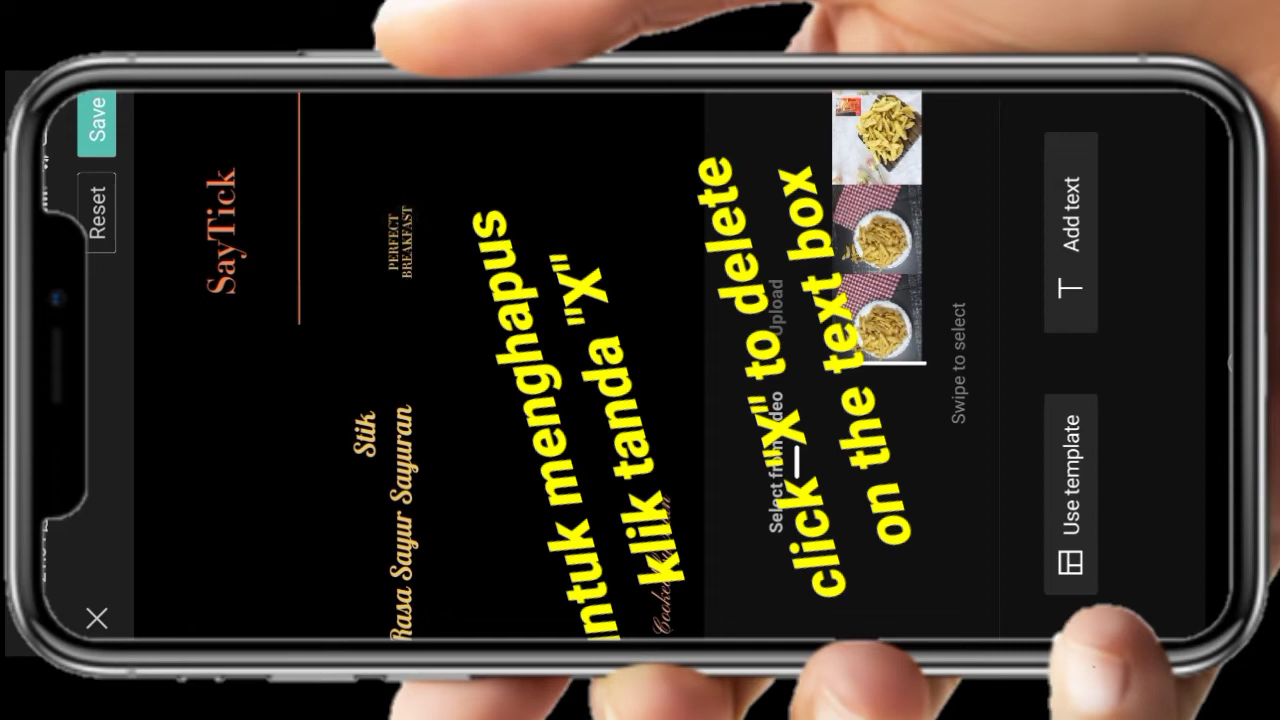 Reset
Save
SayTick
PERFECT
BREAKFAST
Stik
Rasa Sayur Sayuran
untuk menghapus
klik tanda "X"
click "X" to delete
on the text box
Upload
Swipe to select
Use template
Add text